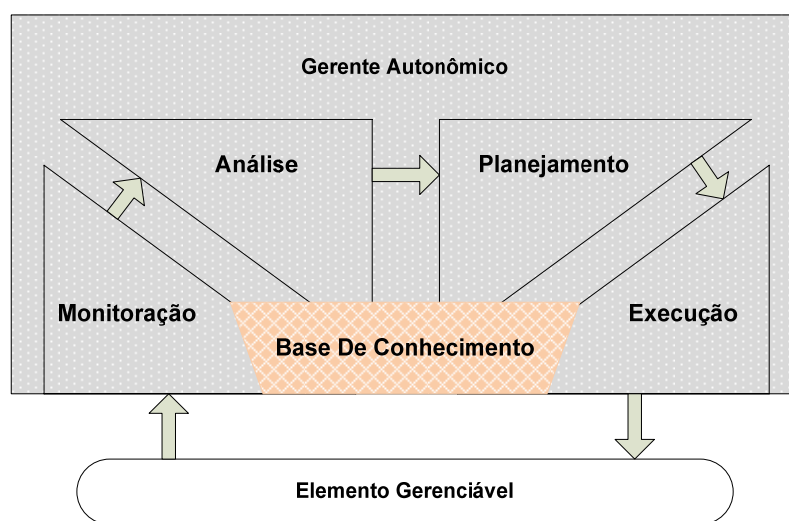 Gerente Autonômico
Análise
Planejamento
Monitoração
Execução
Base De Conhecimento
Elemento Gerenciável